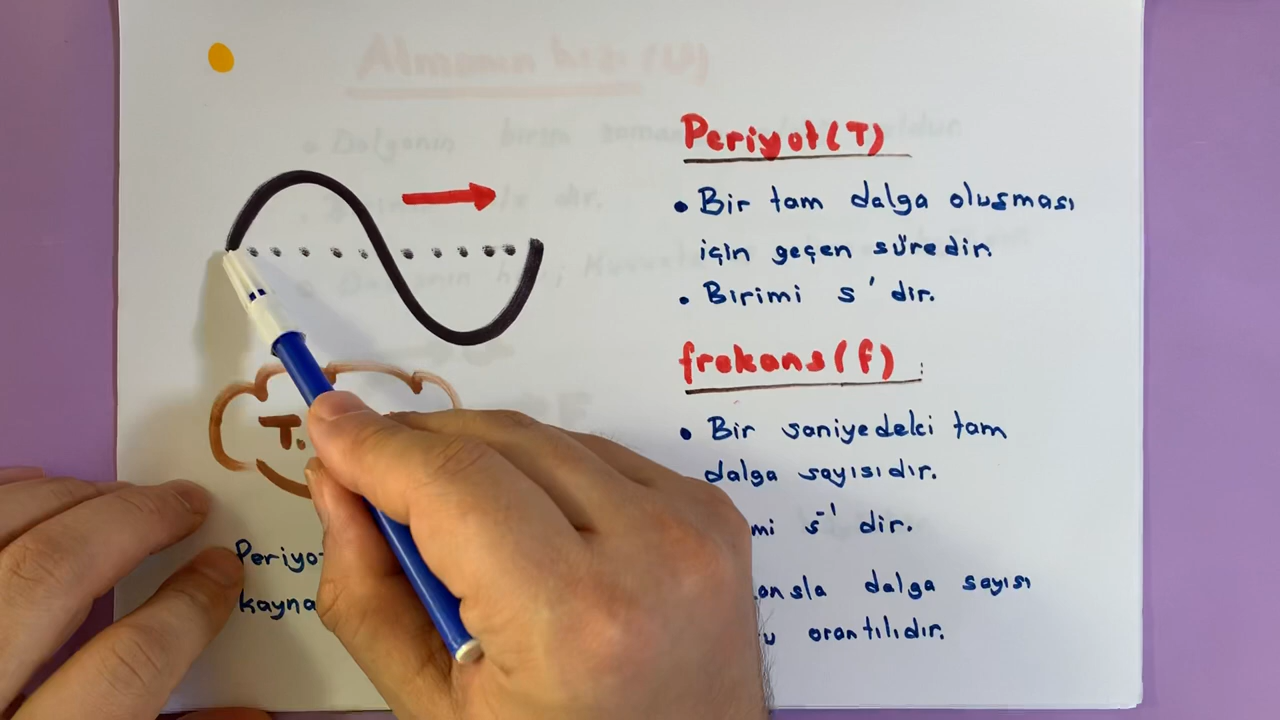 Periyot (T)
• Bir tam dalga oluşması
için geçen süredir.
• Birimi s'dir.
frekans (f) :
• Bir saniyedeki tam
dalga sayısıdır.
mi s⁻¹ dir.
dalga sayısı
orantılıdır.
T.
Periyo
kayna